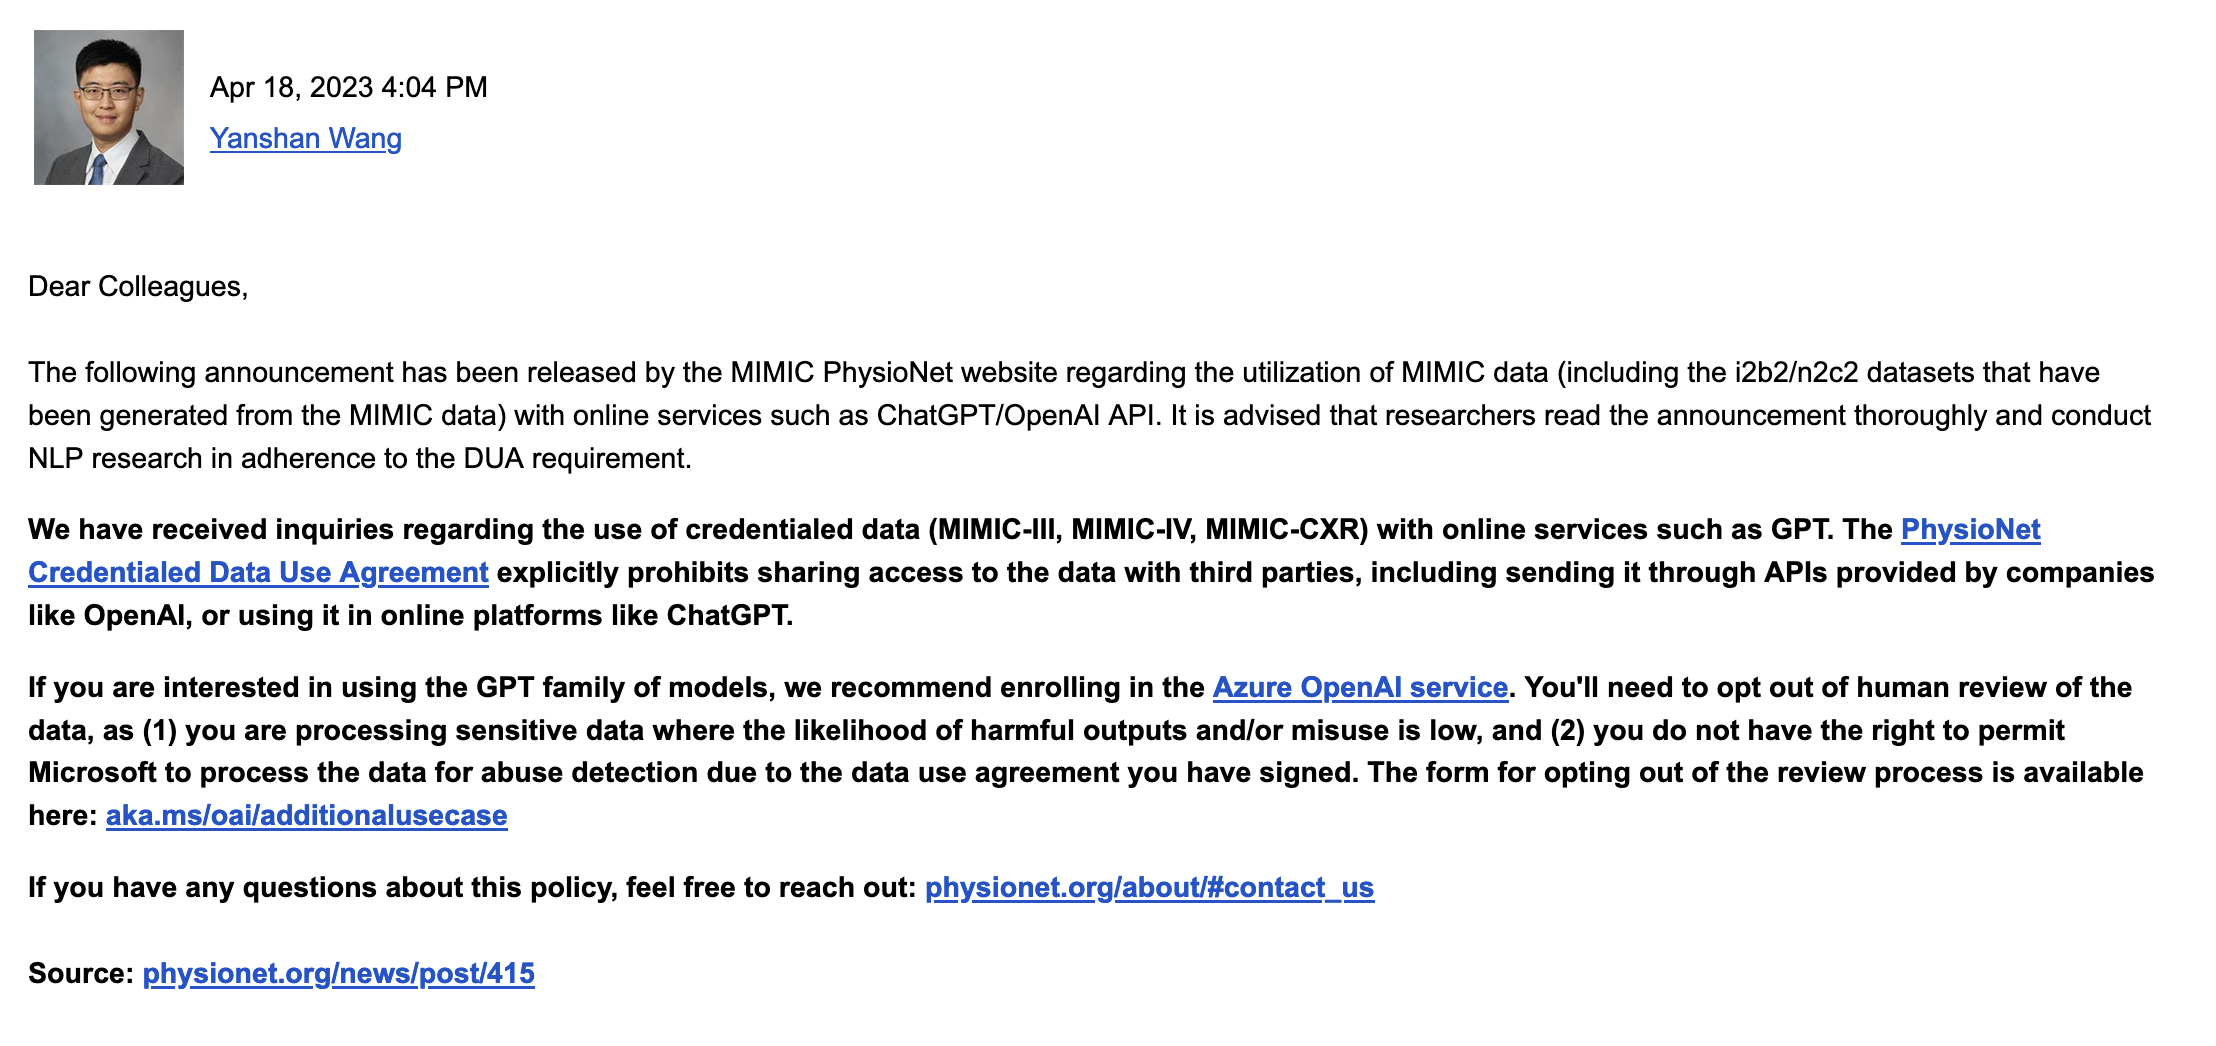 Apr 18, 2023 4:04 PM
Yanshan Wang
Dear Colleagues,
The following announcement has been released by the MIMIC PhysioNet website regarding the utilization of MIMIC data (including the i2b2/n2c2 datasets that have
been generated from the MIMIC data) with online services such as ChatGPT/OpenAI API. It is advised that researchers read the announcement thoroughly and conduct
NLP research in adherence to the DUA requirement.
We have received inquiries regarding the use of credentialed data (MIMIC-III, MIMIC-IV, MIMIC-CXR) with online services such as GPT. The PhysioNet
Credentialed Data Use Agreement explicitly prohibits sharing access to the data with third parties, including sending it through APIs provided by companies
like OpenAI, or using it in online platforms like ChatGPT.
If you are interested in using the GPT family of models, we recommend enrolling in the Azure OpenAI service. You'll need to opt out of human review of the
data, as (1) you are processing sensitive data where the likelihood of harmful outputs and/or misuse is low, and (2) you do not have the right to permit
Microsoft to process the data for abuse detection due to the data use agreement you have signed. The form for opting out of the review process is available
here: aka.ms/oai/additionalusecase
If you have any questions about this policy, feel free to reach out: physionet.org/about/#contact_us
Source: physionet.org/news/post/415